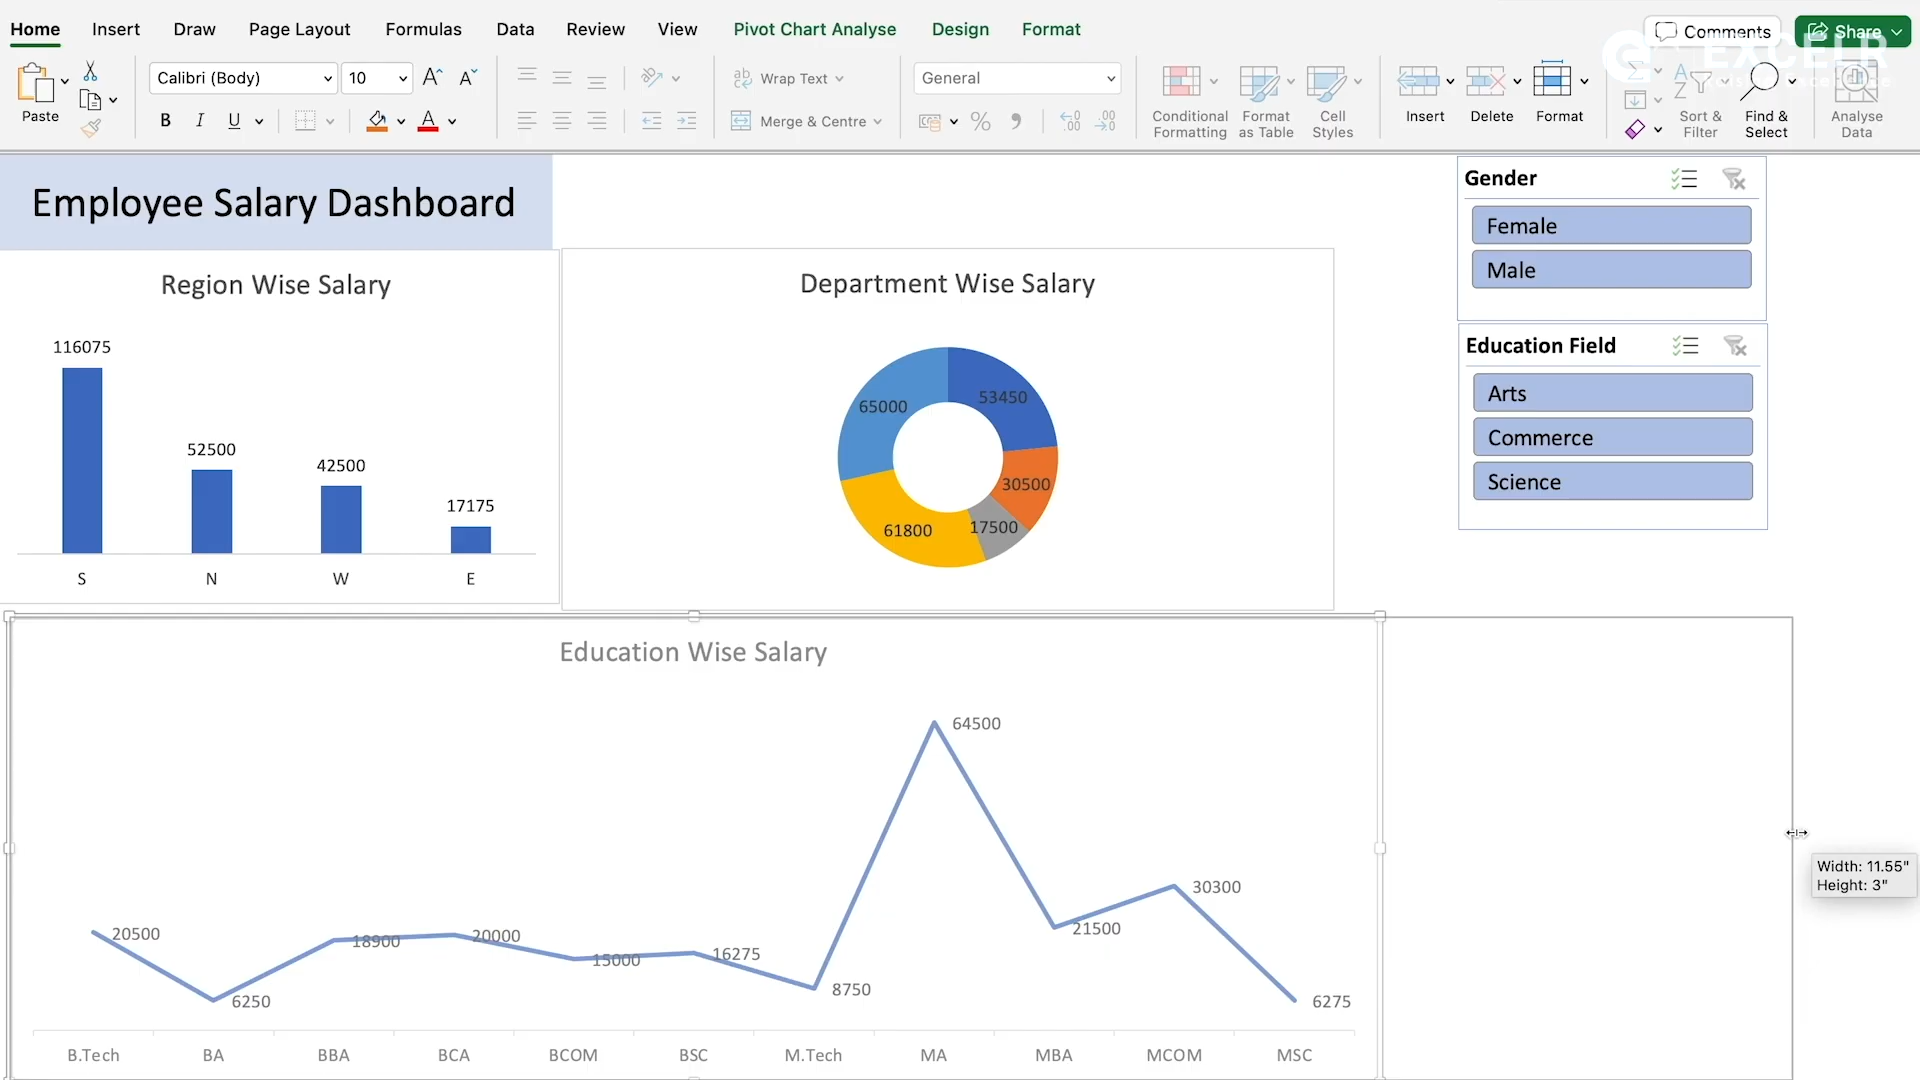 Home Insert Draw Page Layout Formulas Data Review View Pivot Chart Analyse Design Format Comments Share
EXCELR
Paste
Calibri (Body) 10 A A
B I U A
ab Wrap Text
Merge & Centre
General
%
Conditional Formatting
Format as Table
Cell Styles
Insert
Delete
Format
Sort & Filter
Find & Select
Analyse Data
Employee Salary Dashboard
Region Wise Salary
116075
52500
42500
17175
S N W E
Department Wise Salary
65000
53450
30500
17500
61800
Gender
Female
Male
Education Field
Arts
Commerce
Science
Education Wise Salary
64500
30300
21500
20500
18900
20000
15000
16275
8750
6250
6275
B.Tech BA BBA BCA BCOM BSC M.Tech MA MBA MCOM MSC
Width: 11.55"
Height: 3"